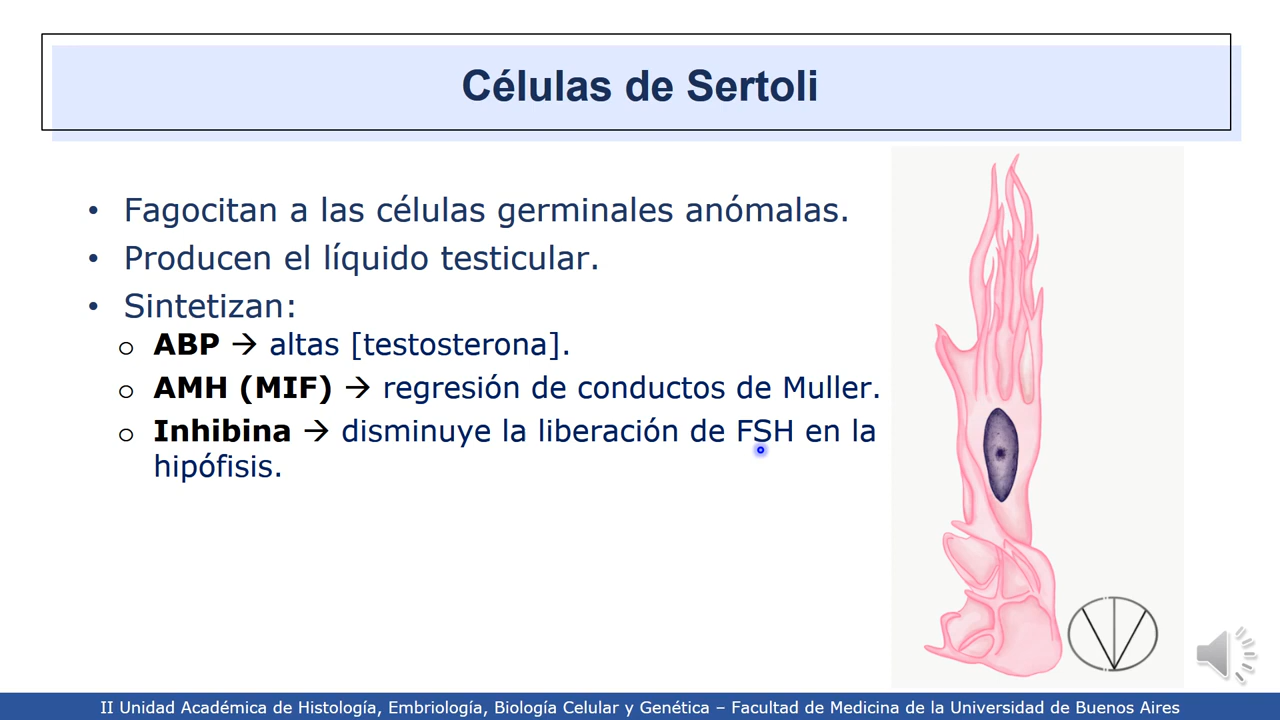 Células de Sertoli
• Fagocitan a las células germinales anómalas.
• Producen el líquido testicular.
• Sintetizan:
o ABP → altas [testosterona].
o AMH (MIF) → regresión de conductos de Muller.
o Inhibina → disminuye la liberación de FSH en la
hipófisis.
II Unidad Académica de Histología, Embriología, Biología Celular y Genética – Facultad de Medicina de la Universidad de Buenos Aires